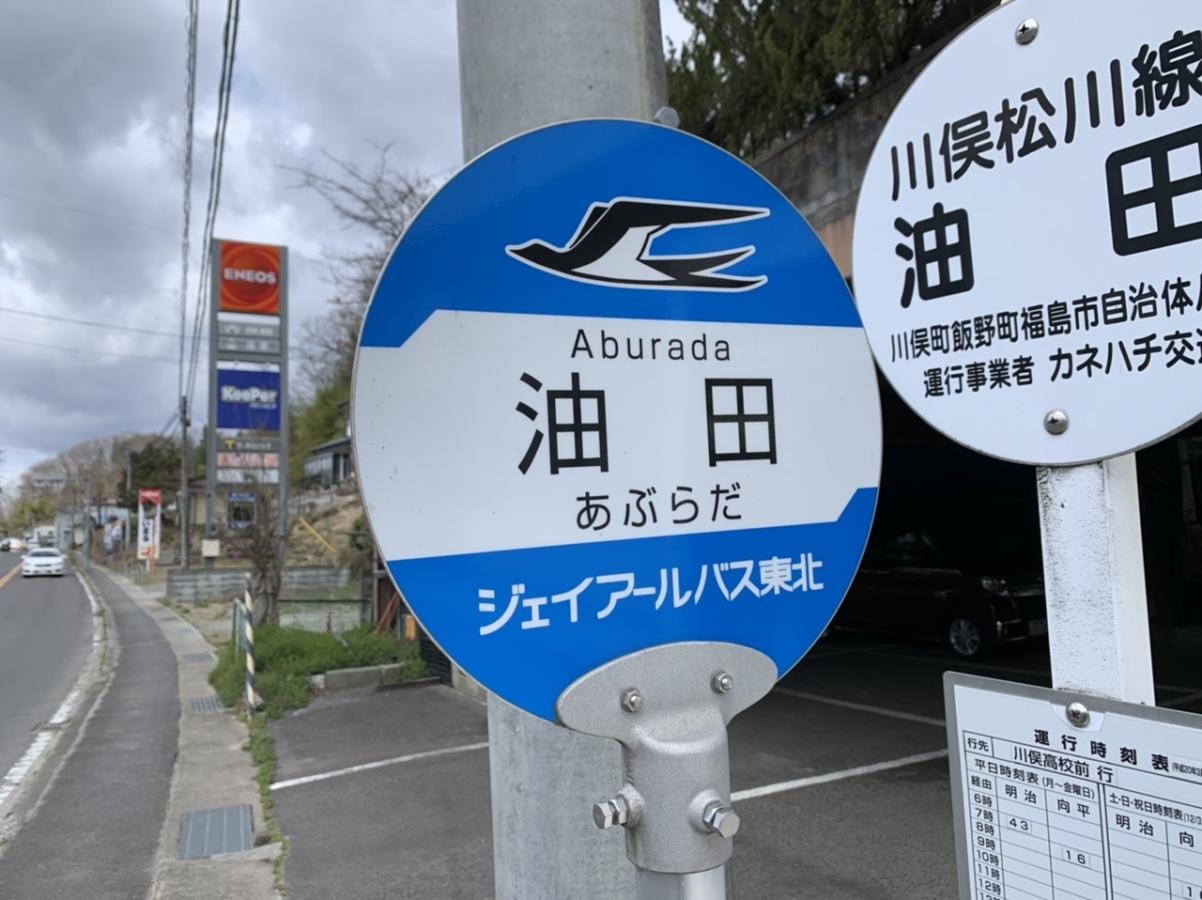 ENEOS
KeePer
Aburada
油田
あぶらだ
ジェイアールバス東北
川俣松川線
油田
川俣町飯野町福島市自治体
運行事業者 カネハチ交
運行時刻表
行先 川俣高校前 行
平日時刻表(月～金曜日) 土・日・祝日時刻表
経由 明治 向平 明治 向
6時
7時 43
8時
9時 16
10時
11時
12時